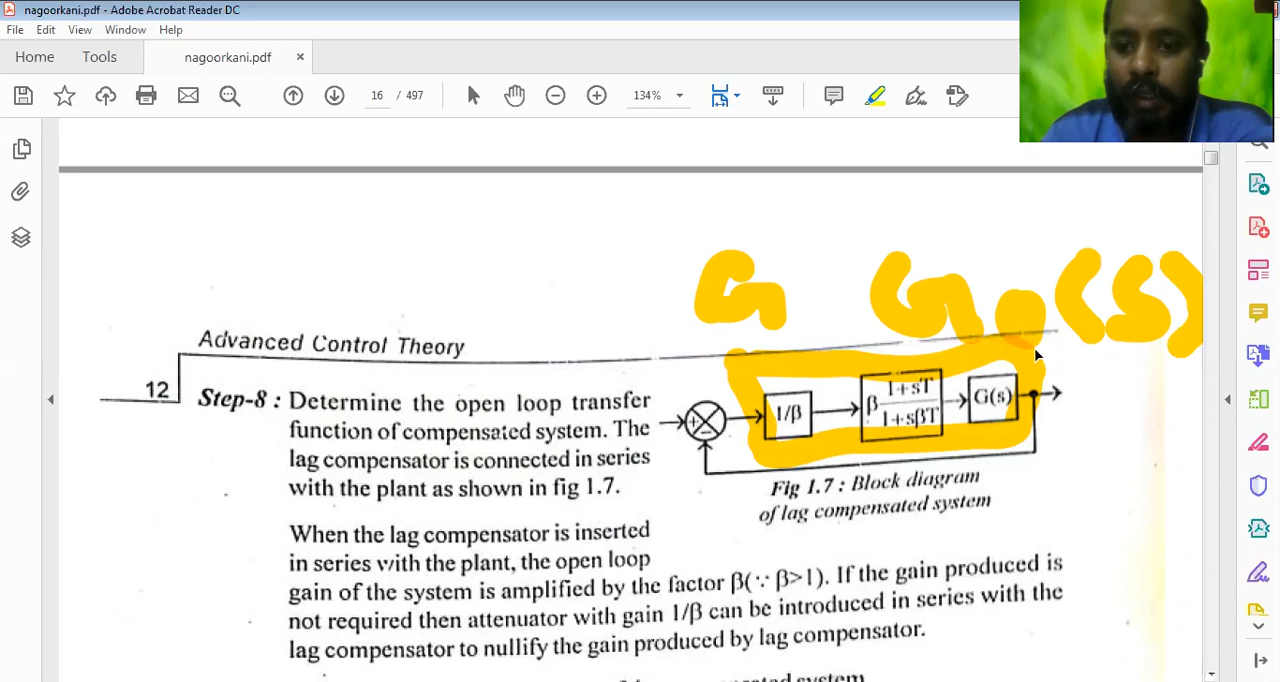 nagoorkani.pdf - Adobe Acrobat Reader DC
File Edit View Window Help
Home Tools nagoorkani.pdf ×
16 / 497 134%
G G0 (S)
Advanced Control Theory
12
Step-8 : Determine the open loop transfer
function of compensated system. The
lag compensator is connected in series
with the plant as shown in fig 1.7.
+ − 1/β β 1+sT / 1+sβT G(s)
Fig 1.7 : Block diagram
of lag compensated system
When the lag compensator is inserted
in series with the plant, the open loop
gain of the system is amplified by the factor β(∵ β>1). If the gain produced is
not required then attenuator with gain 1/β can be introduced in series with the
lag compensator to nullify the gain produced by lag compensator.
compensated system